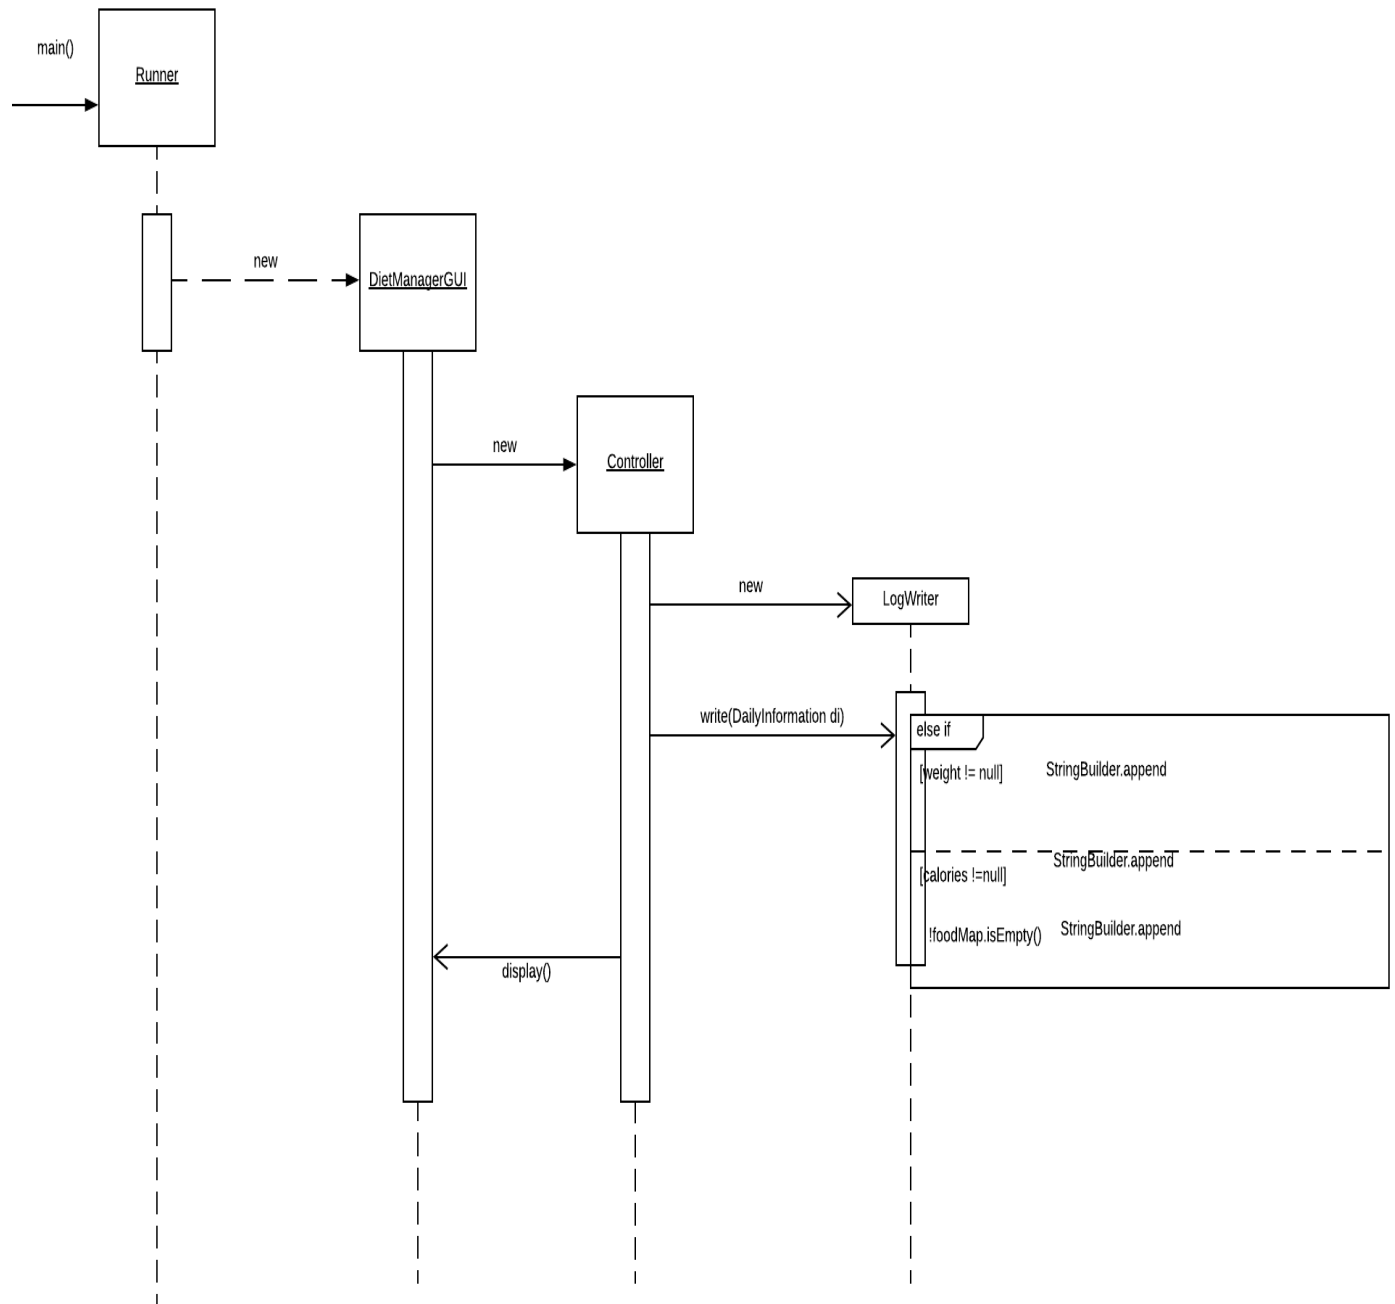 main()
Runner
new
DietManagerGUI
new
Controller
new
LogWriter
write(DailyInformation di)
else if
[weight != null]
StringBuilder.append
StringBuilder.append
[calories !=null]
!foodMap.isEmpty()
StringBuilder.append
display()